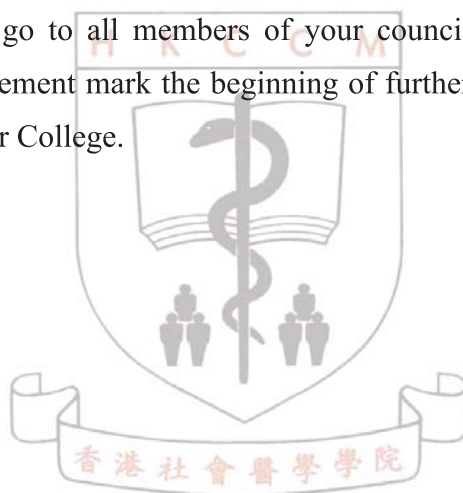 go to all members of your counci
H K C C M
ement mark the beginning of further
r College.
香港社會醫學學院